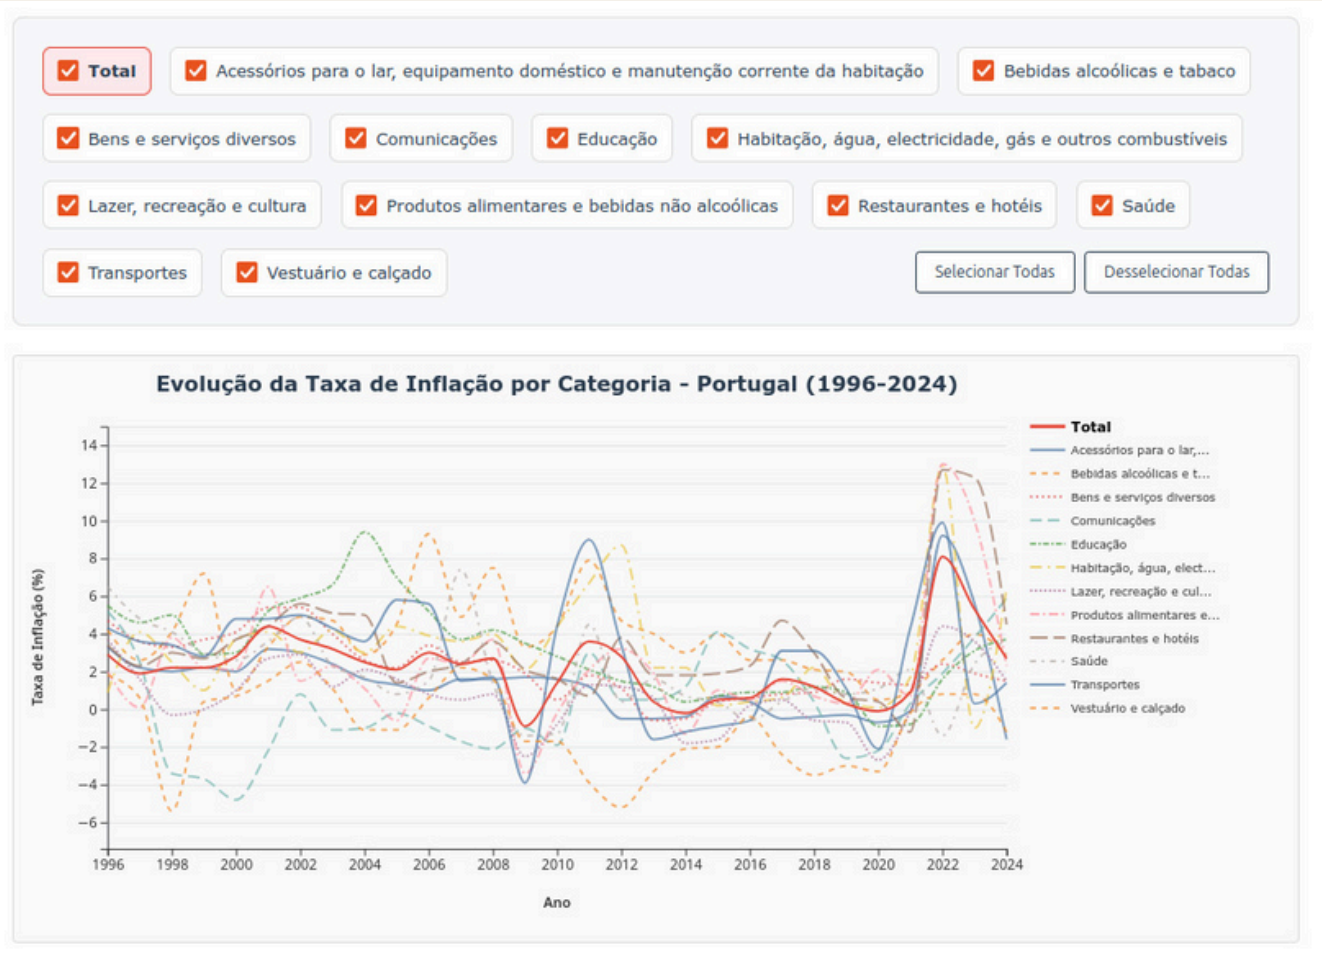 Total
Acessórios para o lar, equipamento doméstico e manutenção corrente da habitação
Bebidas alcoólicas e tabaco
Bens e serviços diversos
Comunicações
Educação
Habitação, água, electricidade, gás e outros combustíveis
Lazer, recreação e cultura
Produtos alimentares e bebidas não alcoólicas
Restaurantes e hotéis
Saúde
Transportes
Vestuário e calçado
Selecionar Todas
Desselecionar Todas
Evolução da Taxa de Inflação por Categoria - Portugal (1996-2024)
Taxa de Inflação (%)
14
12
10
8
6
4
2
0
−2
−4
−6
1996 1998 2000 2002 2004 2006 2008 2010 2012 2014 2016 2018 2020 2022 2024
Ano
Total
Acessórios para o lar,...
Bebidas alcoólicas e t...
Bens e serviços diversos
Comunicações
Educação
Habitação, água, elect...
Lazer, recreação e cul...
Produtos alimentares e...
Restaurantes e hotéis
Saúde
Transportes
Vestuário e calçado